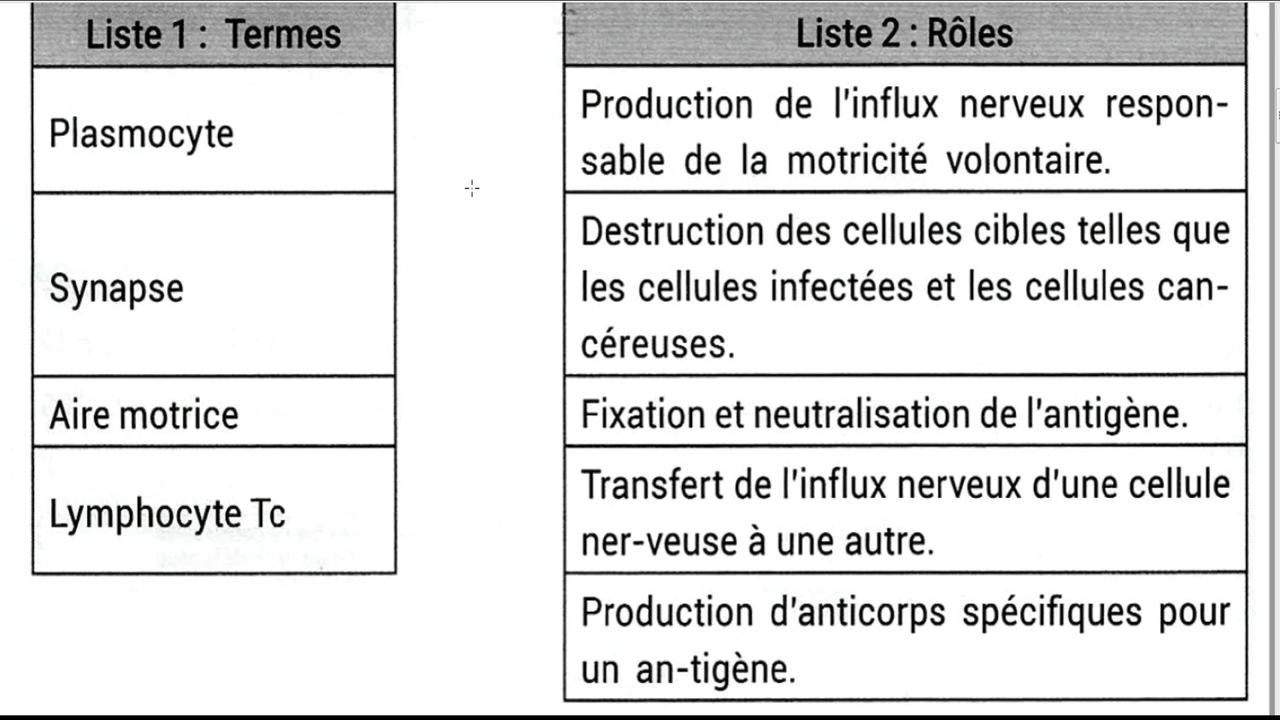 Liste 1 : Termes
Plasmocyte
Synapse
Aire motrice
Lymphocyte Tc
Liste 2 : Rôles
Production de l'influx nerveux respon-
sable de la motricité volontaire.
Destruction des cellules cibles telles que
les cellules infectées et les cellules can-
céreuses.
Fixation et neutralisation de l'antigène.
Transfert de l'influx nerveux d'une cellule
ner-veuse à une autre.
Production d'anticorps spécifiques pour
un an-tigène.